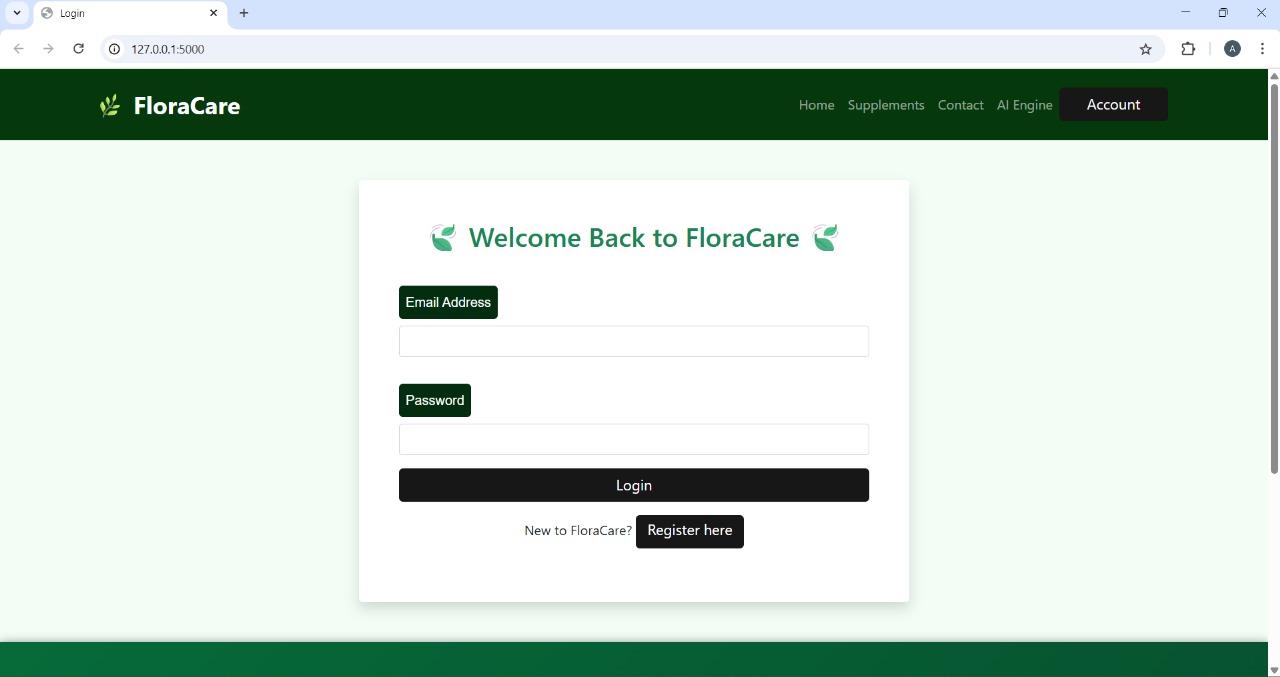 Login
127.0.0.1:5000
A
FloraCare
Home Supplements Contact AI Engine Account
Welcome Back to FloraCare
Email Address
Password
Login
New to FloraCare? Register here